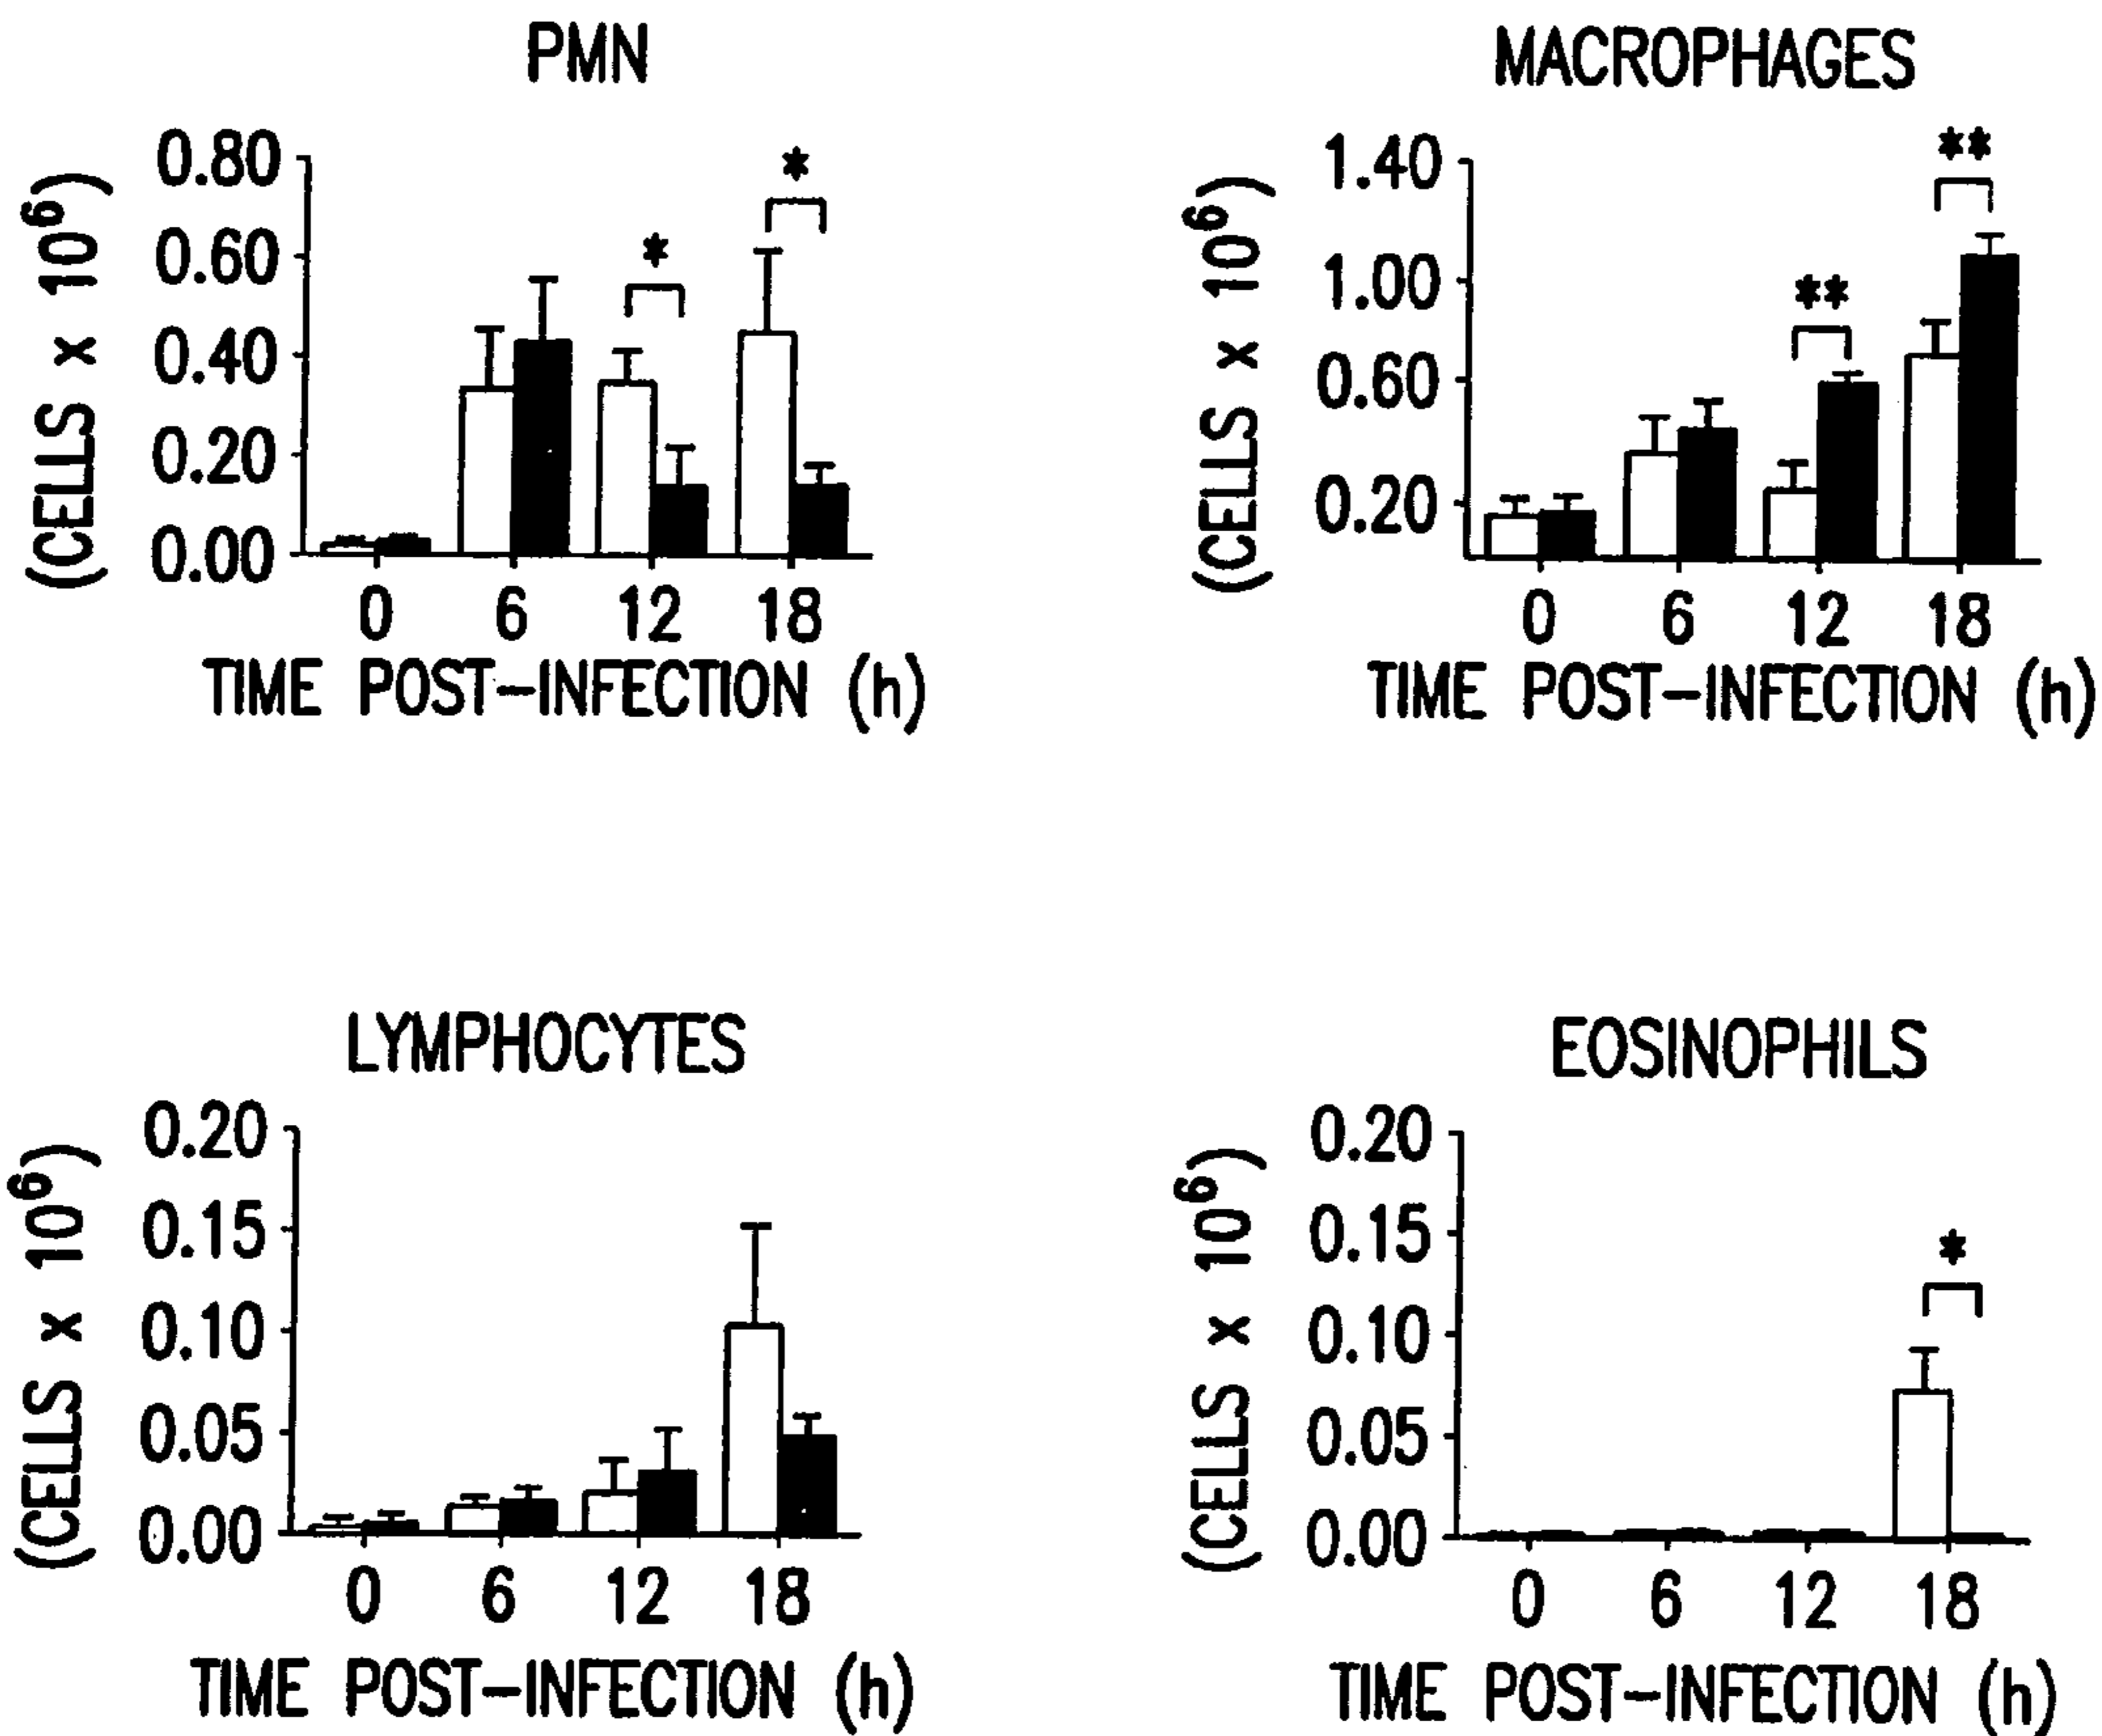 PMN
(CELLS x 10⁶)
0.80
0.60
0.40
0.20
0.00
*
*
0 6 12 18
TIME POST-INFECTION (h)
MACROPHAGES
(CELLS x 10⁶)
1.40
1.00
0.60
0.20
**
**
0 6 12 18
TIME POST-INFECTION (h)
LYMPHOCYTES
(CELLS x 10⁶)
0.20
0.15
0.10
0.05
0.00
0 6 12 18
TIME POST-INFECTION (h)
EOSINOPHILS
(CELLS x 10⁶)
0.20
0.15
0.10
0.05
0.00
*
0 6 12 18
TIME POST-INFECTION (h)